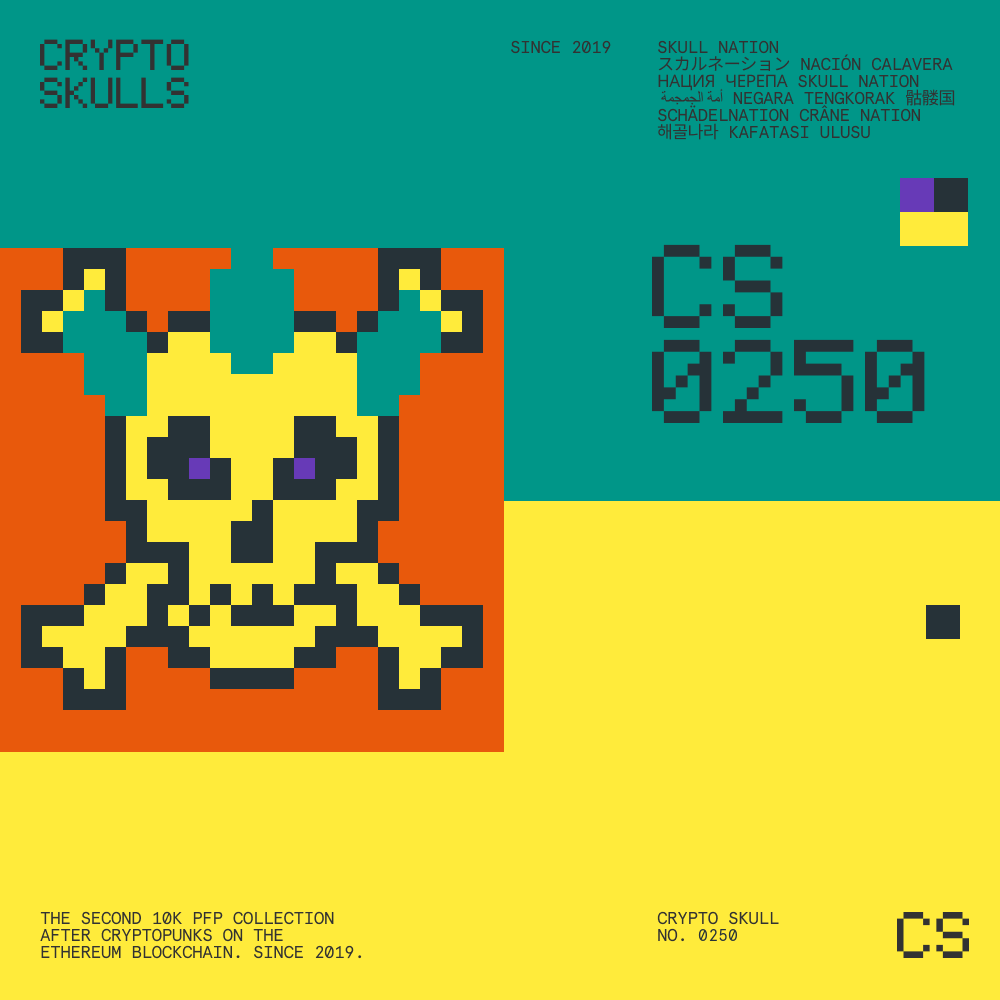 CRYPTO
SKULLS
SINCE 2019
SKULL NATION
スカルネーション NACIÓN CALAVERA
НАЦИЯ ЧЕРЕПА SKULL NATION
أمة الجمجمة NEGARA TENGKORAK 骷髅国
SCHÄDELNATION CRÂNE NATION
해골나라 KAFATASI ULUSU
CS
0250
THE SECOND 10K PFP COLLECTION
AFTER CRYPTOPUNKS ON THE
ETHEREUM BLOCKCHAIN. SINCE 2019.
CRYPTO SKULL
NO. 0250
CS